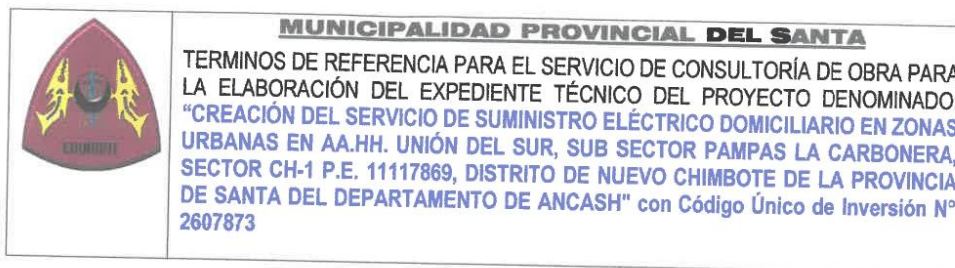 MUNICIPALIDAD PROVINCIAL DEL SANTA
TERMINOS DE REFERENCIA PARA EL SERVICIO DE CONSULTORÍA DE OBRA PARA
LA ELABORACIÓN DEL EXPEDIENTE TÉCNICO DEL PROYECTO DENOMINADO
"CREACIÓN DEL SERVICIO DE SUMINISTRO ELÉCTRICO DOMICILIARIO EN ZONAS
URBANAS EN AA.HH. UNIÓN DEL SUR, SUB SECTOR PAMPAS LA CARBONERA,
SECTOR CH-1 P.E. 11117869, DISTRITO DE NUEVO CHIMBOTE DE LA PROVINCIA
DE SANTA DEL DEPARTAMENTO DE ANCASH" con Código Único de Inversión N°
2607873